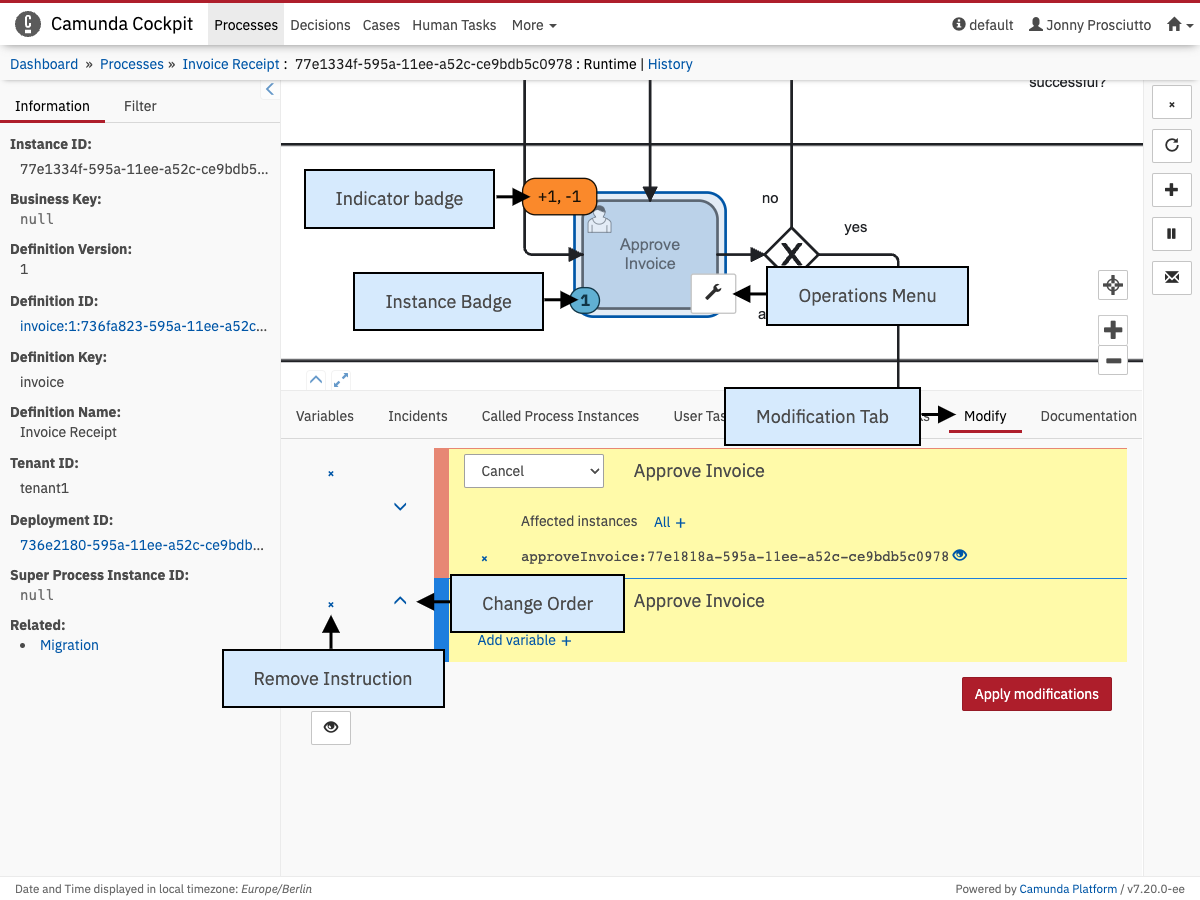 Camunda Cockpit Processes Decisions Cases Human Tasks More default Jonny Prosciutto
Dashboard » Processes » Invoice Receipt : 77e1334f-595a-11ee-a52c-ce9bdb5c0978 : Runtime | History
Information Filter
Instance ID:
77e1334f-595a-11ee-a52c-ce9bdb5...
Business Key:
null
Definition Version:
1
Definition ID:
invoice:1:736fa823-595a-11ee-a52c...
Definition Key:
invoice
Definition Name:
Invoice Receipt
Tenant ID:
tenant1
Deployment ID:
736e2180-595a-11ee-a52c-ce9bdb...
Super Process Instance ID:
null
Related:
Migration
successful?
Indicator badge
+1, -1
no
yes
Approve
Invoice
Instance Badge
1
Operations Menu
Variables Incidents Called Process Instances User Tas
Modification Tab
Modify Documentation
Cancel Approve Invoice
Affected instances All +
approveInvoice:77e1818a-595a-11ee-a52c-ce9bdb5c0978
Change Order
Approve Invoice
Add variable +
Remove Instruction
Apply modifications
Date and Time displayed in local timezone: Europe/Berlin
Powered by Camunda Platform / v7.20.0-ee